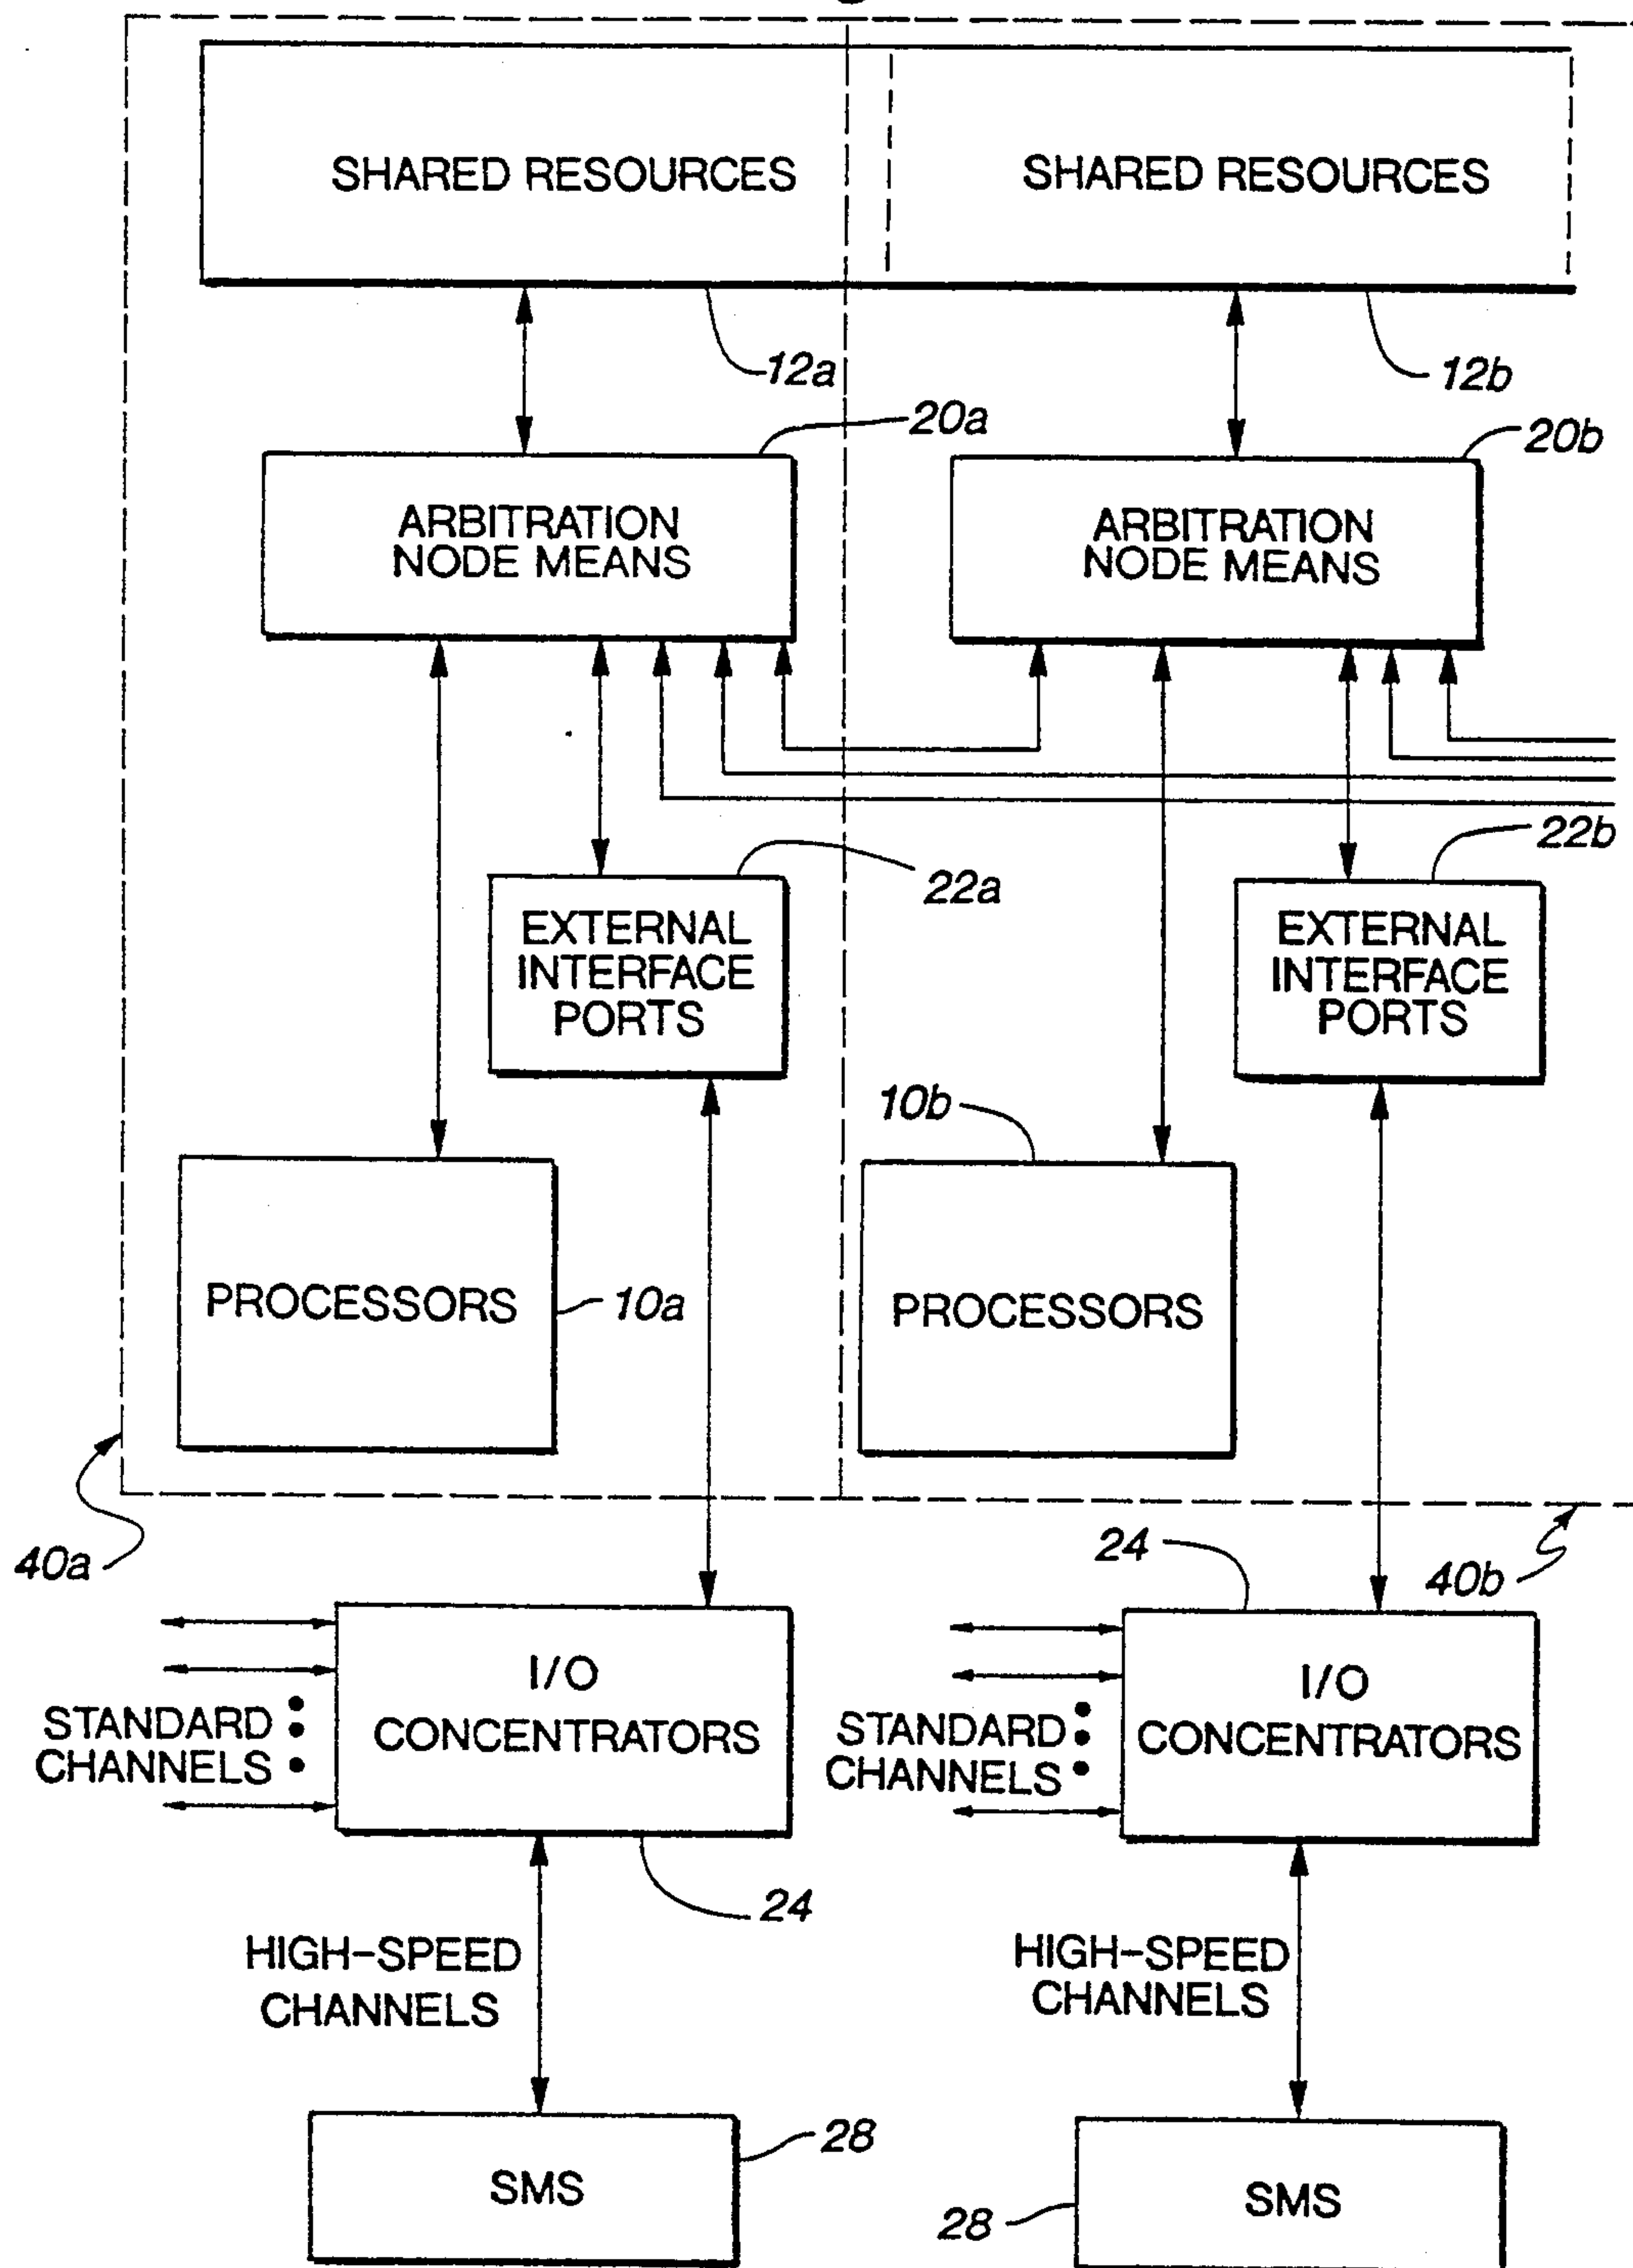 SHARED RESOURCES
SHARED RESOURCES
12a
12b
20a
20b
ARBITRATION
NODE MEANS
ARBITRATION
NODE MEANS
22a
22b
EXTERNAL
INTERFACE
PORTS
EXTERNAL
INTERFACE
PORTS
10b
PROCESSORS
10a
PROCESSORS
40a
24
40b
I/O
CONCENTRATORS
STANDARD
CHANNELS
I/O
CONCENTRATORS
STANDARD
CHANNELS
24
HIGH-SPEED
CHANNELS
HIGH-SPEED
CHANNELS
SMS
28
SMS
28